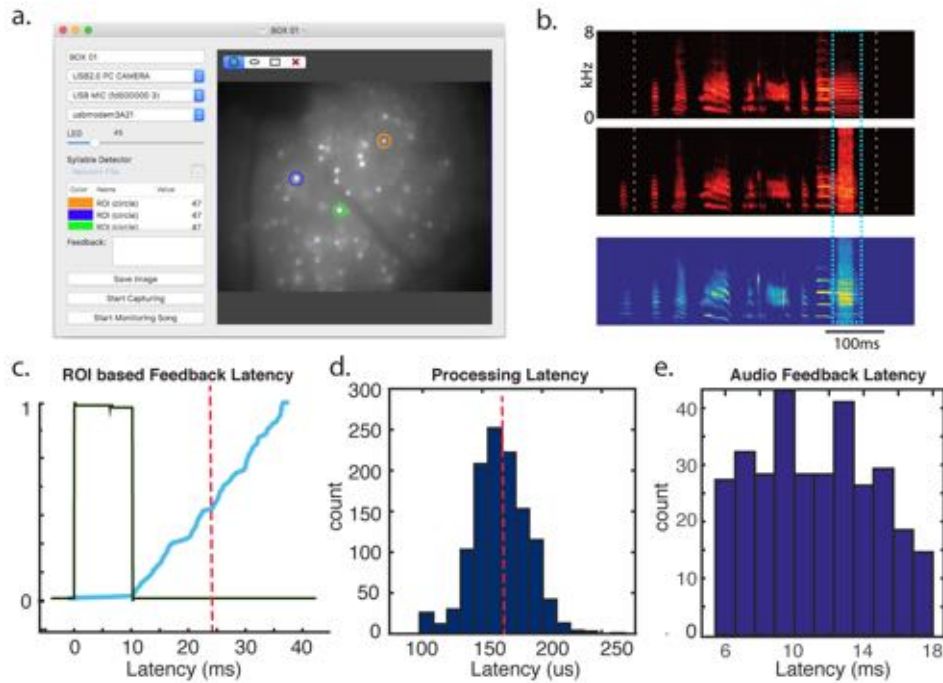 a.
BOX 01
BOX 01
USB2.0 PC CAMERA
USB MIC (fd600000 3)
usbmodem3A21
LED 45
Syllable Detector
Color Name Value
ROI (circle) 47
ROI (circle) 47
ROI (circle) 47
Feedback:
Save Image
Start Capturing
Start Monitoring Song
b.
8
kHz
0
100ms
c.
ROI based Feedback Latency
1
0
0 10 20 30 40
Latency (ms)
d.
Processing Latency
300
250
200
150
100
50
0
count
100 150 200 250
Latency (us)
e.
Audio Feedback Latency
40
30
20
10
0
count
6 10 14 18
Latency (ms)